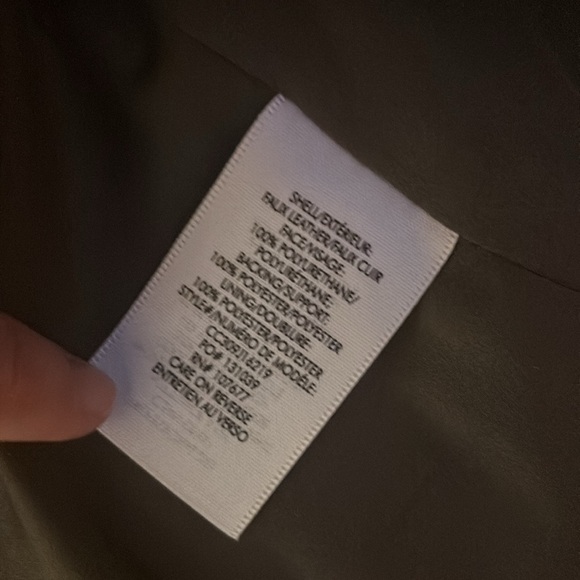 SHELL/EXTÉRIEUR:
FAUX LEATHER/FAUX CUIR
FACE/VISAGE:
100% POLYURETHANE/
POLYURÉTHANE;
BACKING/SUPPORT:
100% POLYESTER/POLYESTER
LINING/DOUBLURE:
100% POLYESTER/POLYESTER
STYLE#/NUMÉRO DE MODÈLE:
CCR09J16219
PO# 131039
RN# 107677
CARE ON REVERSE
ENTRETIEN AU VERSO